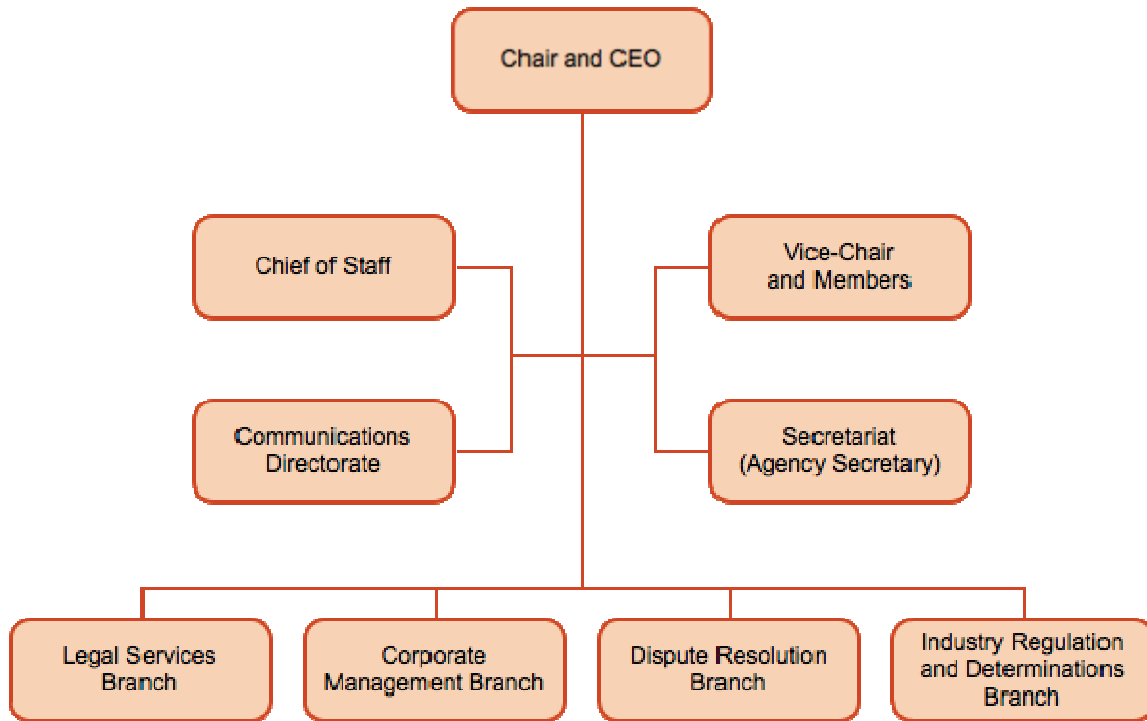 Chair and CEO
Chief of Staff
Vice-Chair
and Members
Communications
Directorate
Secretariat
(Agency Secretary)
Legal Services
Branch
Corporate
Management Branch
Dispute Resolution
Branch
Industry Regulation
and Determinations
Branch